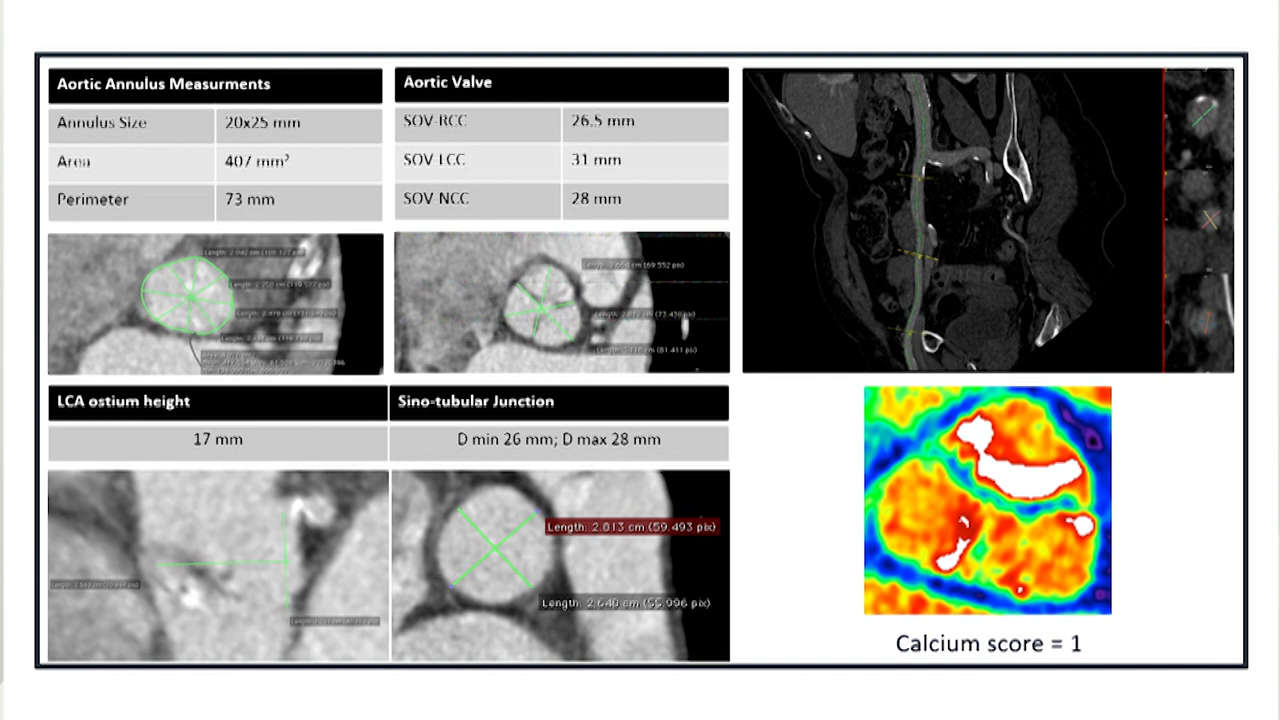 Aortic Annulus Measurments
Annulus Size 20x25 mm
Area 407 mm²
Perimeter 73 mm
Aortic Valve
SOV-RCC 26.5 mm
SOV LCC 31 mm
SOV NCC 28 mm
LCA ostium height
17 mm
Sino-tubular Junction
D min 26 mm; D max 28 mm
Length: 2.813 cm (59.493 pix)
Length: 2.648 cm (55.996 pix)
Calcium score = 1